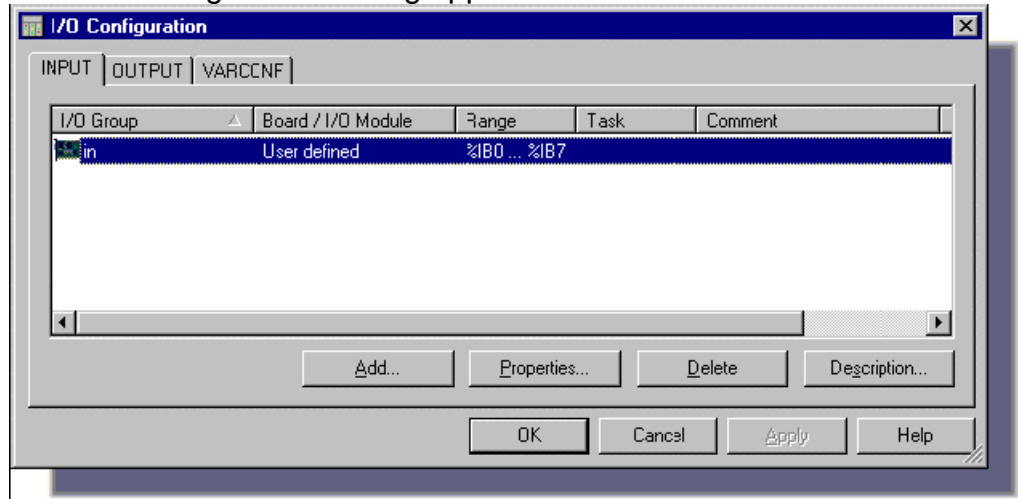 I/O Configuration
INPUT OUTPUT VARCCNF
I/O Group Board / I/O Module Range Task Comment
in User defined %IB0 ... %IB7
Add... Properties... Delete Description...
OK Cancel Apply Help